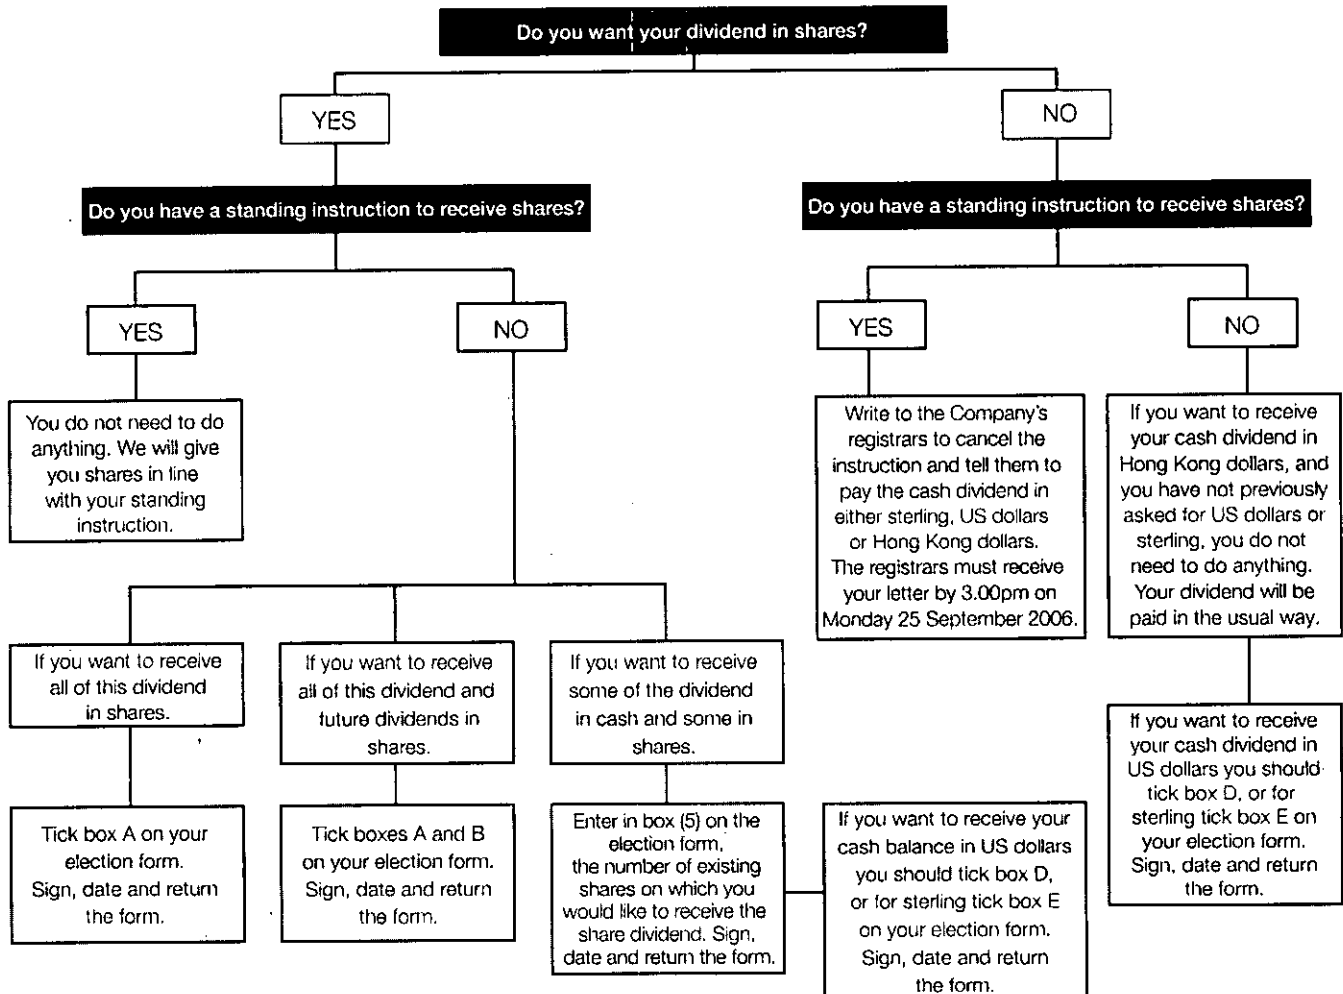 Do you want your dividend in shares?
YES
NO
Do you have a standing instruction to receive shares?
Do you have a standing instruction to receive shares?
YES
NO
YES
NO
You do not need to do
anything. We will give
you shares in line
with your standing
instruction.
Write to the Company's
registrars to cancel the
instruction and tell them to
pay the cash dividend in
either sterling, US dollars
or Hong Kong dollars.
The registrars must receive
your letter by 3.00pm on
Monday 25 September 2006.
If you want to receive
your cash dividend in
Hong Kong dollars, and
you have not previously
asked for US dollars or
sterling, you do not
need to do anything.
Your dividend will be
paid in the usual way.
If you want to receive
all of this dividend
in shares.
If you want to receive
all of this dividend and
future dividends in
shares.
If you want to receive
some of the dividend
in cash and some in
shares.
If you want to receive
your cash dividend in
US dollars you should
tick box D, or for
sterling tick box E on
your election form.
Sign, date and return
the form.
Tick box A on your
election form.
Sign, date and return
the form.
Tick boxes A and B
on your election form.
Sign, date and return
the form.
Enter in box (5) on the
election form,
the number of existing
shares on which you
would like to receive the
share dividend. Sign,
date and return the form.
If you want to receive your
cash balance in US dollars
you should tick box D,
or for sterling tick box E
on your election form.
Sign, date and return
the form.